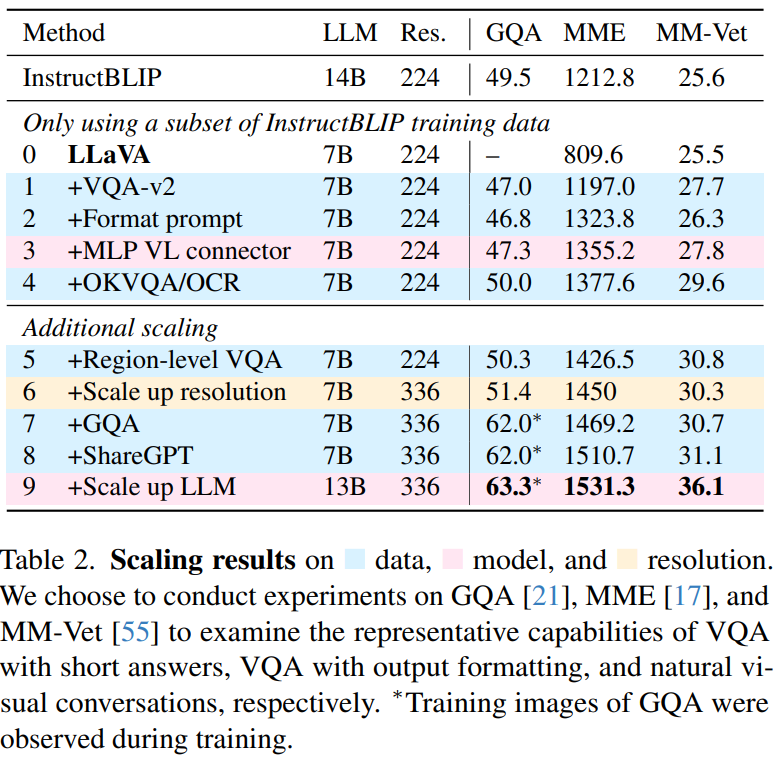 Method LLM Res. GQA MME MM-Vet
InstructBLIP 14B 224 49.5 1212.8 25.6
Only using a subset of InstructBLIP training data
0 LLaVA 7B 224 – 809.6 25.5
1 +VQA-v2 7B 224 47.0 1197.0 27.7
2 +Format prompt 7B 224 46.8 1323.8 26.3
3 +MLP VL connector 7B 224 47.3 1355.2 27.8
4 +OKVQA/OCR 7B 224 50.0 1377.6 29.6
Additional scaling
5 +Region-level VQA 7B 224 50.3 1426.5 30.8
6 +Scale up resolution 7B 336 51.4 1450 30.3
7 +GQA 7B 336 62.0* 1469.2 30.7
8 +ShareGPT 7B 336 62.0* 1510.7 31.1
9 +Scale up LLM 13B 336 63.3* 1531.3 36.1
Table 2. Scaling results on data, model, and resolution.
We choose to conduct experiments on GQA [21], MME [17], and
MM-Vet [55] to examine the representative capabilities of VQA
with short answers, VQA with output formatting, and natural vi-
sual conversations, respectively. *Training images of GQA were
observed during training.